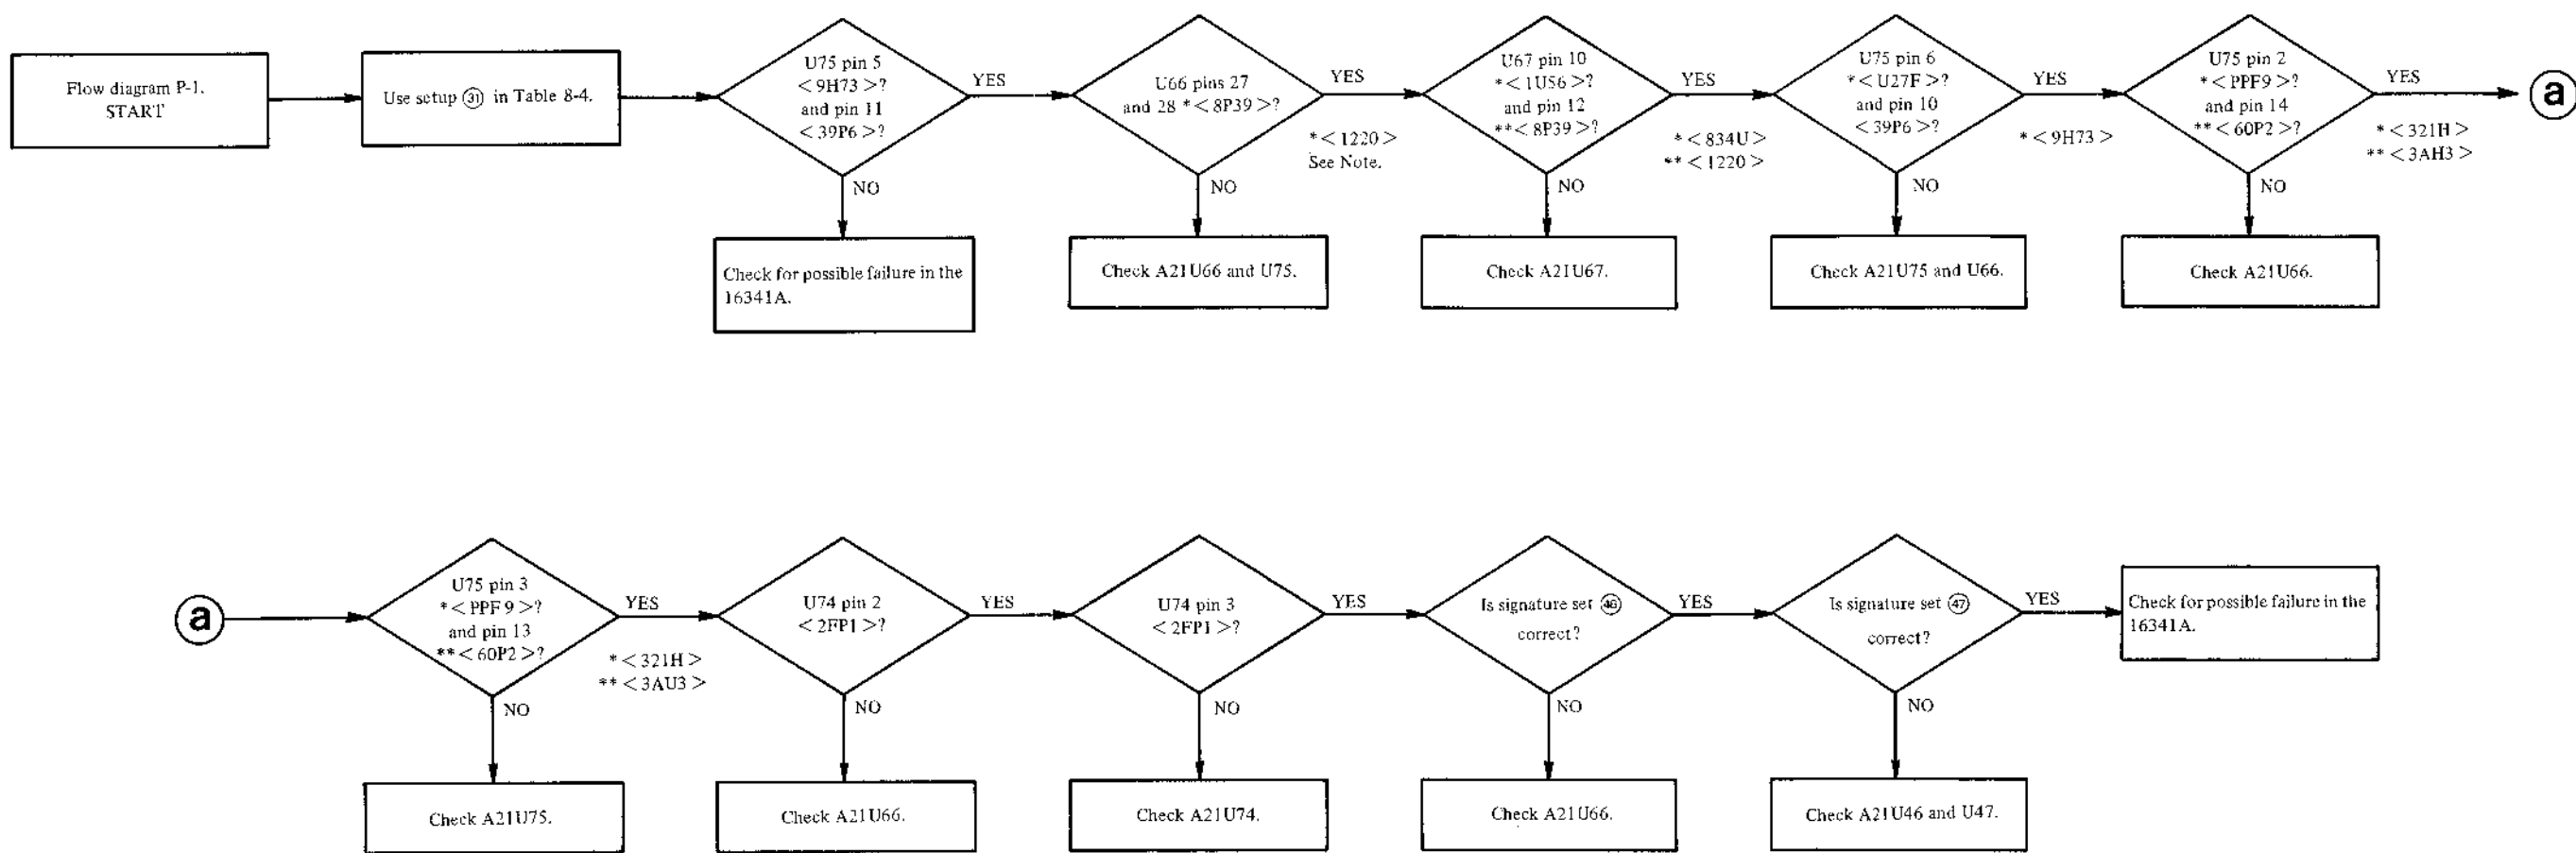 Flow diagram P-1.
START
Use setup ㉛ in Table 8-4.
U75 pin 5
<9H73>?
and pin 11
<39P6>?
YES
NO
Check for possible failure in the
16341A.
U66 pins 27
and 28 *<8P39>?
YES
*<1220>
See Note.
NO
Check A21U66 and U75.
U67 pin 10
*<1U56>?
and pin 12
**<8P39>?
YES
*<834U>
**<1220>
NO
Check A21U67.
U75 pin 6
*<U27F>?
and pin 10
<39P6>?
YES
*<9H73>
NO
Check A21U75 and U66.
U75 pin 2
*<PPF9>?
and pin 14
**<60P2>?
YES
*<321H>
**<3AH3>
NO
Check A21U66.
a
a
U75 pin 3
*<PPF9>?
and pin 13
**<60P2>?
YES
*<321H>
**<3AU3>
NO
Check A21U75.
U74 pin 2
<2FP1>?
YES
NO
Check A21U66.
U74 pin 3
<2FP1>?
YES
NO
Check A21U74.
Is signature set ㊻
correct?
YES
NO
Check A21U66.
Is signature set ㊼
correct?
YES
NO
Check A21U46 and U47.
Check for possible failure in the
16341A.